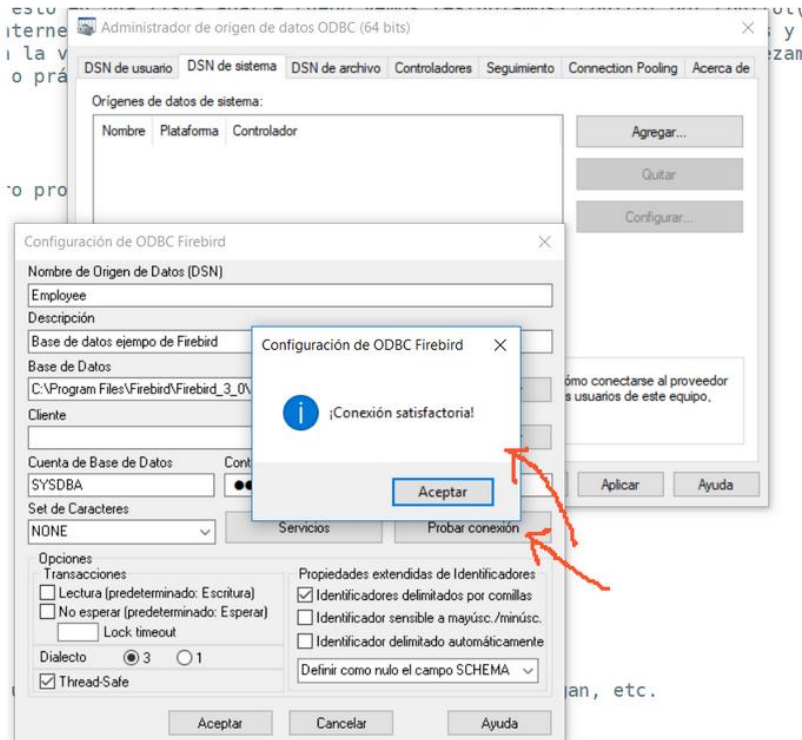 Administrador de origen de datos ODBC (64 bits)
DSN de usuario DSN de sistema DSN de archivo Controladores Seguimiento Connection Pooling Acerca de
Orígenes de datos de sistema:
Nombre Plataforma Controlador
Agregar...
Quitar
Configurar...
o prá
ro pro
Configuración de ODBC Firebird
Nombre de Origen de Datos (DSN)
Employee
Descripción
Base de datos ejempo de Firebird
Base de Datos
C:\Program Files\Firebird\Firebird_3_0\
Cliente
Configuración de ODBC Firebird
¡Conexión satisfactoria!
Aceptar
ómo conectarse al proveedor
s usuarios de este equipo.
Aplicar Ayuda
Cuenta de Base de Datos Cont
SYSDBA
Set de Caracteres
NONE
Servicios Probar conexión
Opciones
Transacciones
Lectura (predeterminado: Escritura)
No esperar (predeterminado: Esperar)
Lock timeout
Dialecto 3 1
Thread-Safe
Propiedades extendidas de Identificadores
Identificadores delimitados por comillas
Identificador sensible a mayúsc./minúsc.
Identificador delimitado automáticamente
Definir como nulo el campo SCHEMA
gan, etc.
Aceptar Cancelar Ayuda